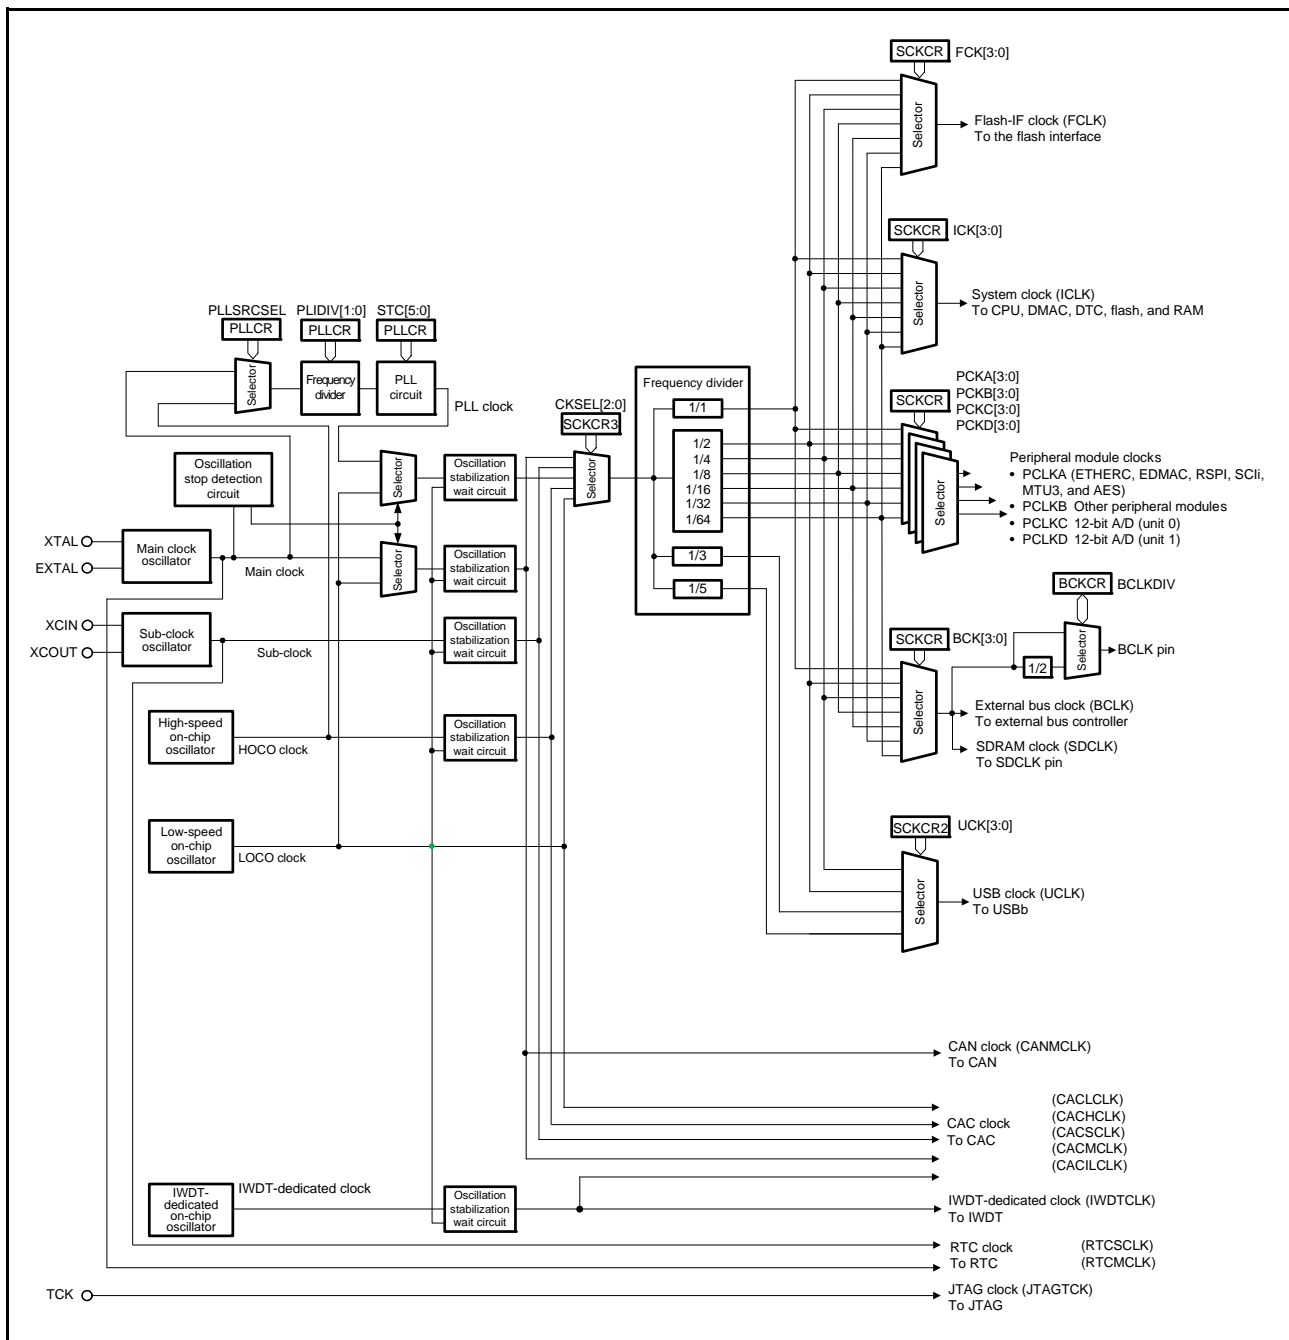 SCKCR FCK[3:0]
Selector
Flash-IF clock (FCLK)
To the flash interface
SCKCR ICK[3:0]
Selector
System clock (ICLK)
To CPU, DMAC, DTC, flash, and RAM
PLLSRCSEL PLIDIV[1:0] STC[5:0]
PLLCR PLLCR PLLCR
Selector
Frequency
divider
PLL
circuit
PLL clock
CKSEL[2:0]
SCKCR3
Selector
Frequency divider
1/1
1/2
1/4
1/8
1/16
1/32
1/64
1/3
1/5
SCKCR
PCKA[3:0]
PCKB[3:0]
PCKC[3:0]
PCKD[3:0]
Selector
Peripheral module clocks
• PCLKA (ETHERC, EDMAC, RSPI, SCIi,
MTU3, and AES)
• PCLKB Other peripheral modules
• PCLKC 12-bit A/D (unit 0)
• PCLKD 12-bit A/D (unit 1)
Oscillation
stop detection
circuit
Selector
Oscillation
stabilization
wait circuit
XTAL
EXTAL
Main clock
oscillator
Main clock
Selector
Oscillation
stabilization
wait circuit
XCIN
XCOUT
Sub-clock
oscillator
Sub-clock
Oscillation
stabilization
wait circuit
BCKCR BCLKDIV
Selector
1/2
BCLK pin
SCKCR BCK[3:0]
Selector
External bus clock (BCLK)
To external bus controller
SDRAM clock (SDCLK)
To SDCLK pin
High-speed
on-chip
oscillator
HOCO clock
Oscillation
stabilization
wait circuit
Low-speed
on-chip
oscillator
LOCO clock
SCKCR2 UCK[3:0]
Selector
USB clock (UCLK)
To USBb
CAN clock (CANMCLK)
To CAN
CAC clock
To CAC
(CACLCLK)
(CACHCLK)
(CACSCLK)
(CACMCLK)
(CACILCLK)
IWDT-
dedicated
on-chip
oscillator
IWDT-dedicated clock
Oscillation
stabilization
wait circuit
IWDT-dedicated clock (IWDTCLK)
To IWDT
RTC clock (RTCSCLK)
To RTC (RTCMCLK)
TCK
JTAG clock (JTAGTCK)
To JTAG